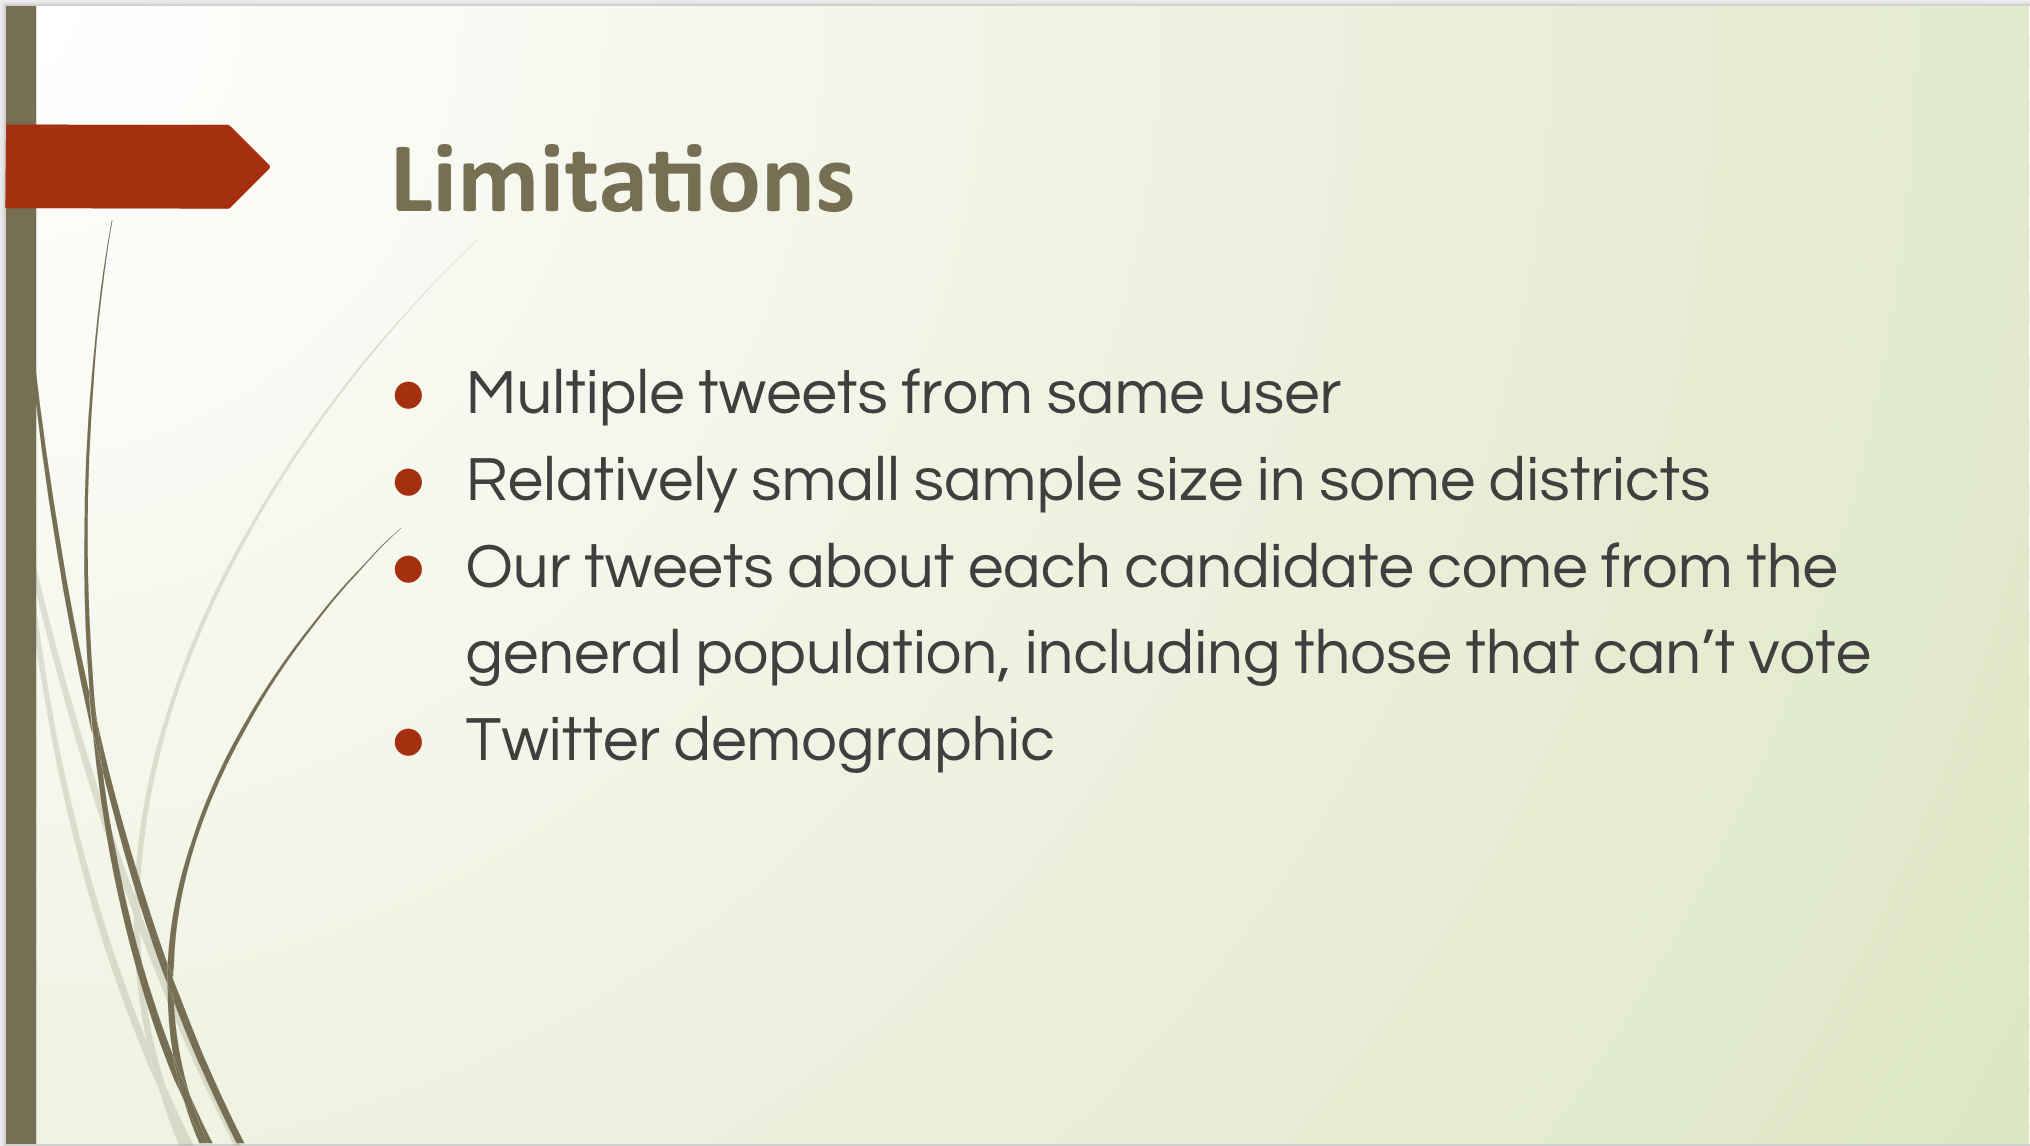 Limitations
● Multiple tweets from same user
● Relatively small sample size in some districts
● Our tweets about each candidate come from the
general population, including those that can’t vote
● Twitter demographic